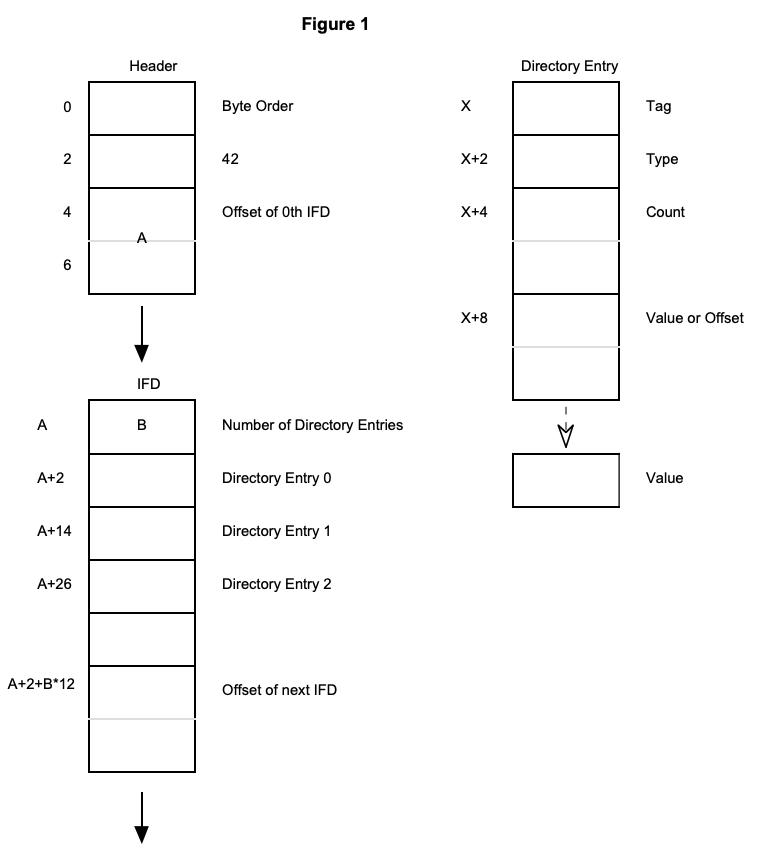 Figure 1
Header
0 Byte Order
2 42
4 Offset of 0th IFD
A
6
IFD
A B Number of Directory Entries
A+2 Directory Entry 0
A+14 Directory Entry 1
A+26 Directory Entry 2
A+2+B*12 Offset of next IFD
Directory Entry
X Tag
X+2 Type
X+4 Count
X+8 Value or Offset
Value